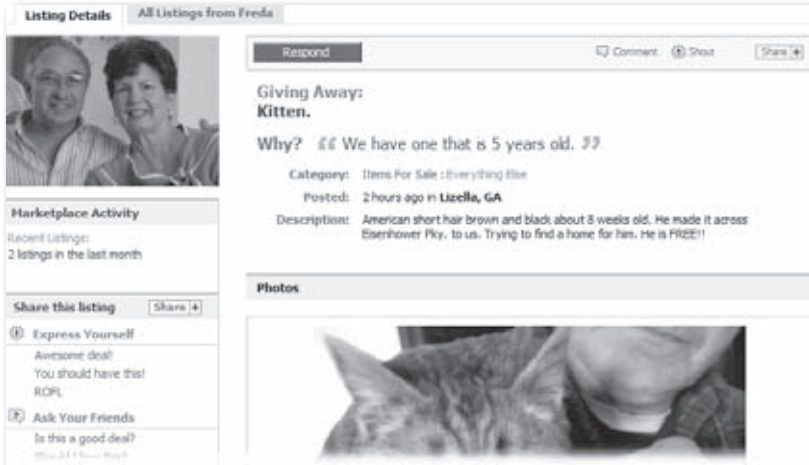 Listing Details
All Listings from Freda
Respond
Comment
Shout
Share +
Giving Away:
Kitten.
Why? “ We have one that is 5 years old. ”
Category: Items For Sale : Everything Else
Posted: 2 hours ago in Lizella, GA
Description: American short hair brown and black about 8 weeks old. He made it across
Eisenhower Pky. to us. Trying to find a home for him. He is FREE!!
Photos
Marketplace Activity
Recent Listings:
2 listings in the last month
Share this listing
Share +
Express Yourself
Awesome deal!
You should have this!
ROFL
Ask Your Friends
Is this a good deal?